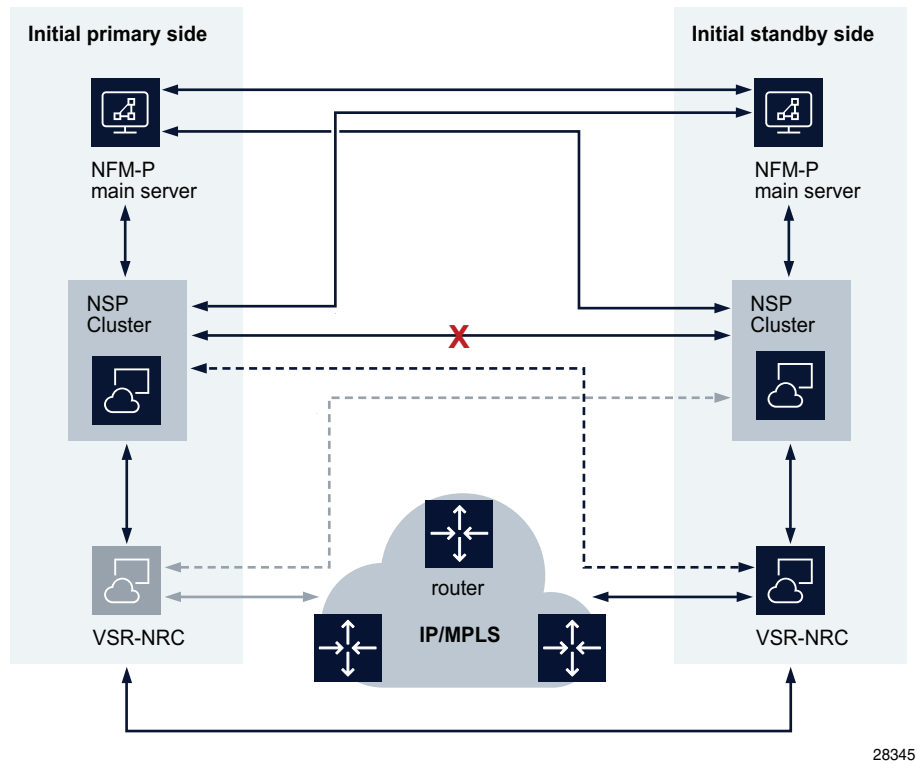 Initial primary side
Initial standby side
NFM-P
main server
NFM-P
main server
NSP
Cluster
X
NSP
Cluster
router
IP/MPLS
VSR-NRC
VSR-NRC
28345